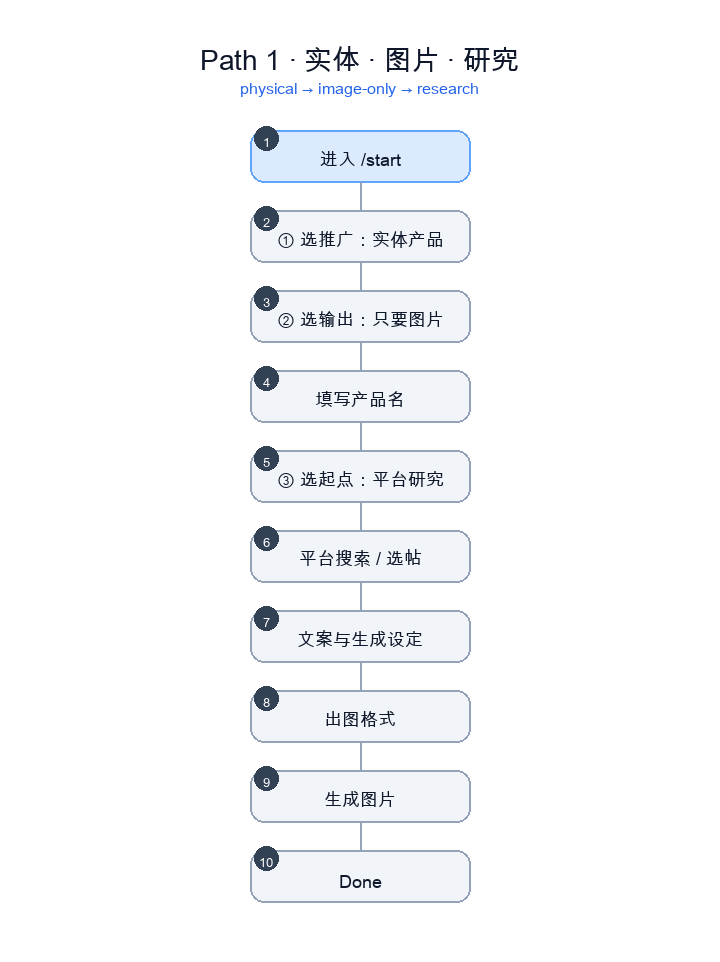 Path 1 · 实体 · 图片 · 研究
physical → image-only → research
1
进入 /start
2
① 选推广：实体产品
3
② 选输出：只要图片
4
填写产品名
5
③ 选起点：平台研究
6
平台搜索 / 选帖
7
文案与生成设定
8
出图格式
9
生成图片
10
Done